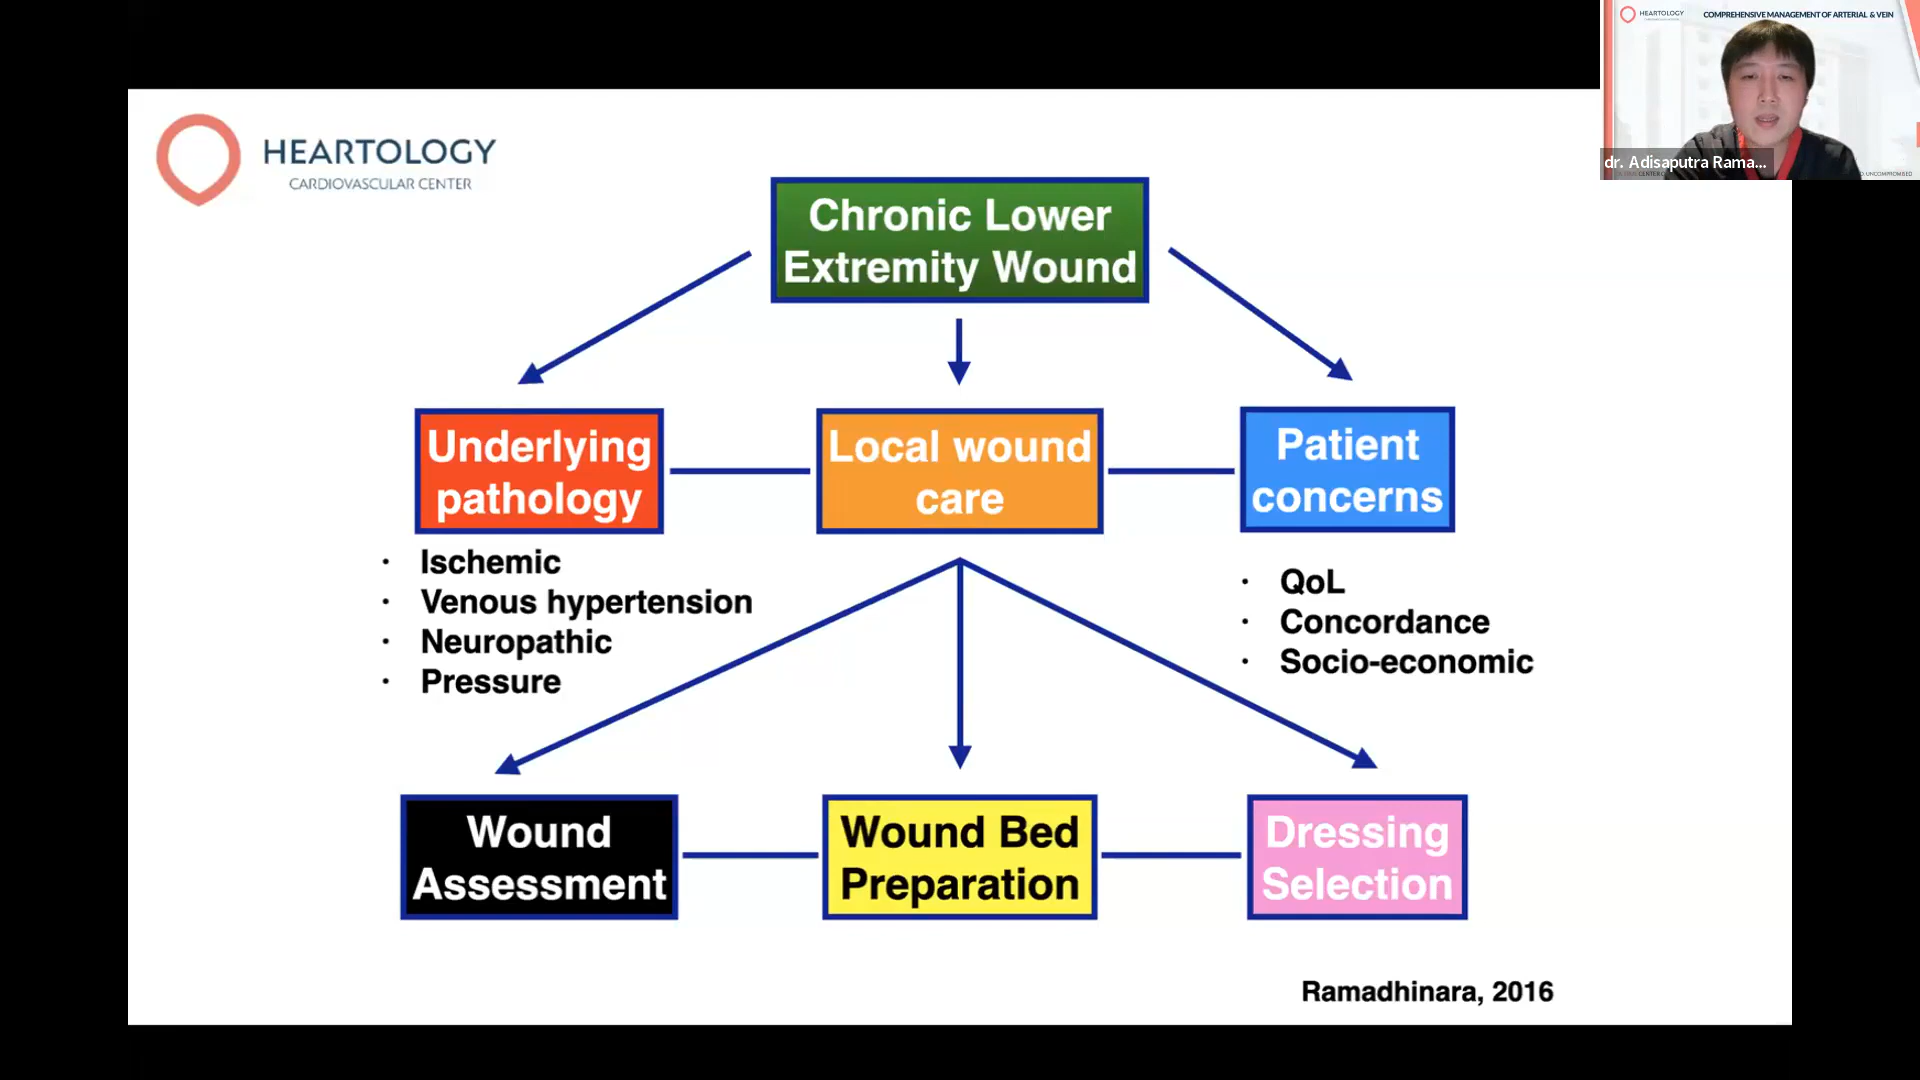 HEARTOLOGY
CARDIOVASCULAR CENTER
HEARTOLOGY
COMPREHENSIVE MANAGEMENT OF ARTERIAL & VEIN
dr. Adisaputra Rama...
UNCOMPROMISED
Chronic Lower
Extremity Wound
Underlying
pathology
Local wound
care
Patient
concerns
· Ischemic
· Venous hypertension
· Neuropathic
· Pressure
· QoL
· Concordance
· Socio-economic
Wound
Assessment
Wound Bed
Preparation
Dressing
Selection
Ramadhinara, 2016